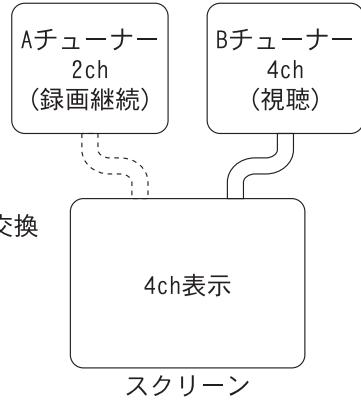 Aチューナー
2ch
(録画継続)
Bチューナー
4ch
(視聴)
交換
4ch表示
スクリーン